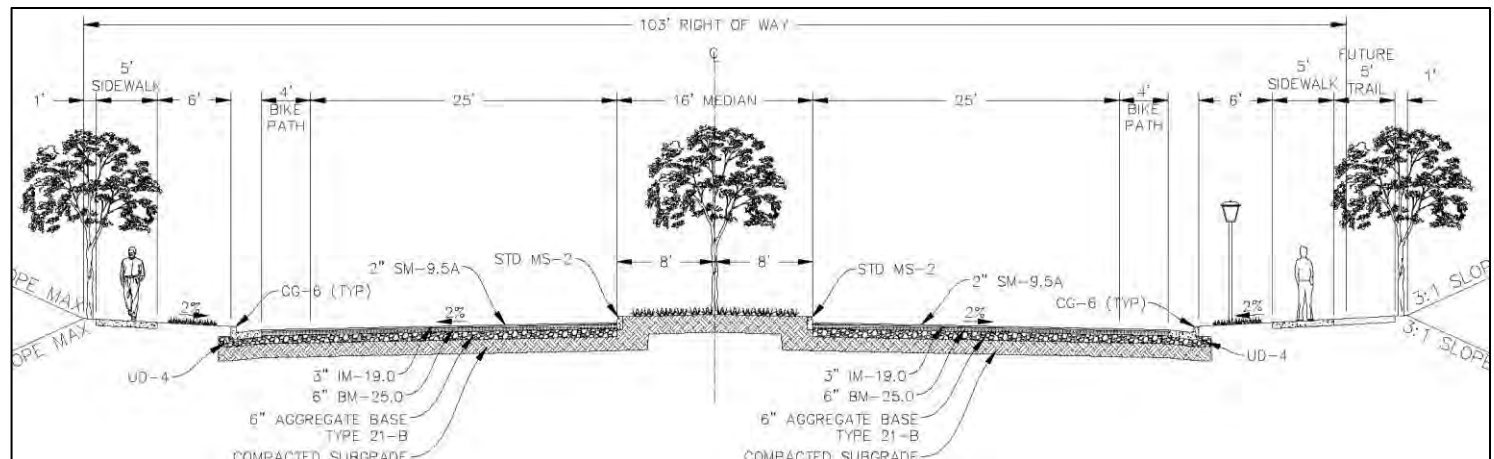 103' RIGHT OF WAY
℄
FUTURE
5'
SIDEWALK
5'
SIDEWALK
5'
TRAIL
1'
6'
4'
BIKE
PATH
25'
16' MEDIAN
25'
4'
BIKE
PATH
6'
1'
8'
8'
STD MS-2
STD MS-2
2" SM-9.5A
2" SM-9.5A
CG-6 (TYP)
CG-6 (TYP)
2%
2%
2%
2%
MAX
SLOPE MAX
3:1 SLOPE
3:1 SLOPE
UD-4
UD-4
3" IM-19.0
6" BM-25.0
6" AGGREGATE BASE
TYPE 21-B
COMPACTED SUBGRADE
3" IM-19.0
6" BM-25.0
6" AGGREGATE BASE
TYPE 21-B
COMPACTED SUBGRADE